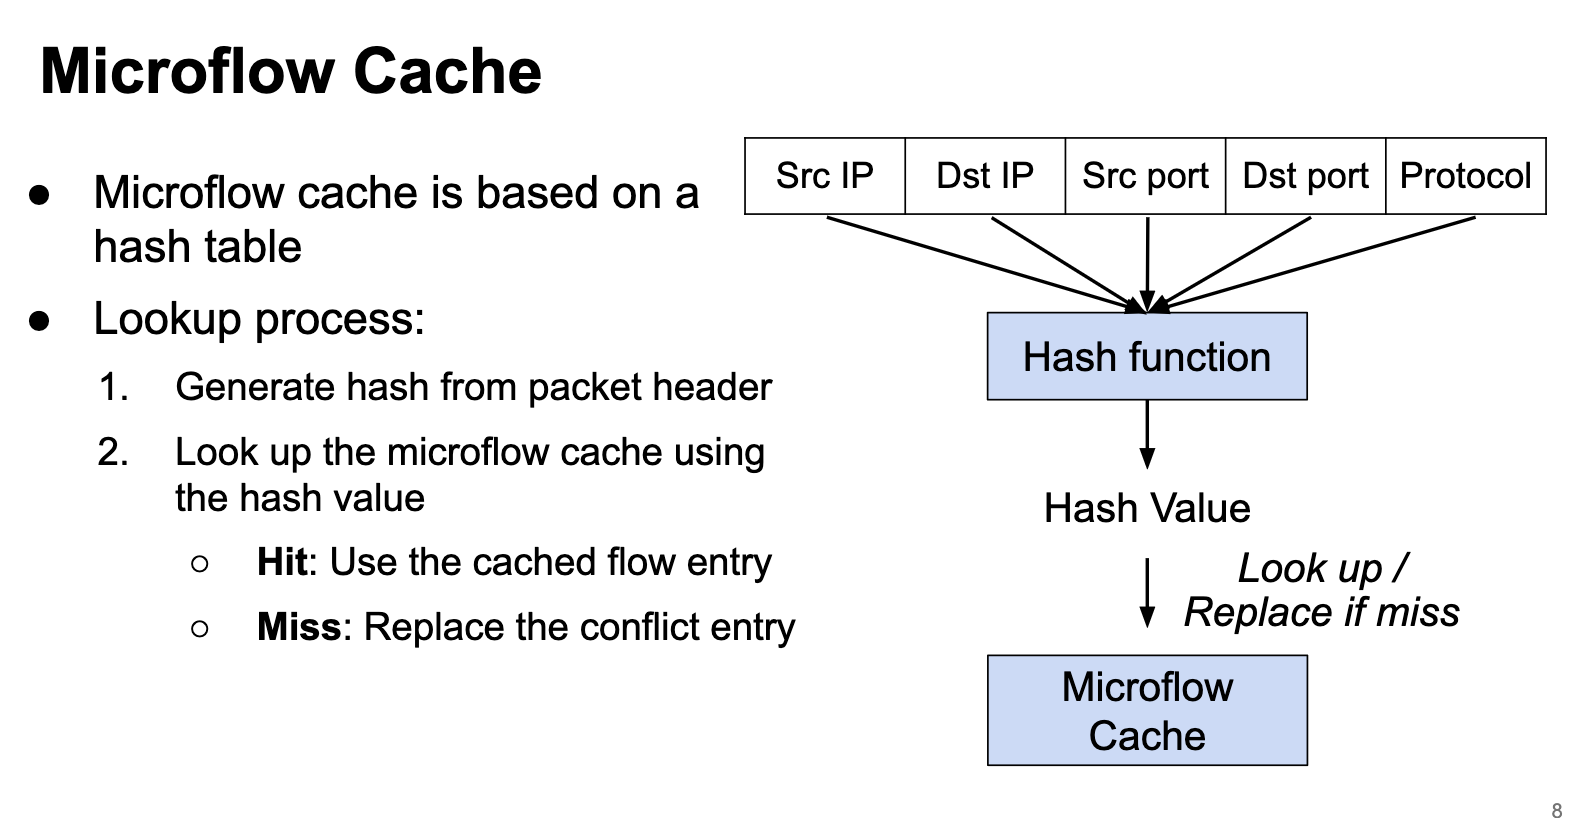 Microflow Cache
● Microflow cache is based on a
hash table
● Lookup process:
1. Generate hash from packet header
2. Look up the microflow cache using
the hash value
○ Hit: Use the cached flow entry
○ Miss: Replace the conflict entry
Src IP Dst IP Src port Dst port Protocol
Hash function
Hash Value
Look up /
Replace if miss
Microflow
Cache
8